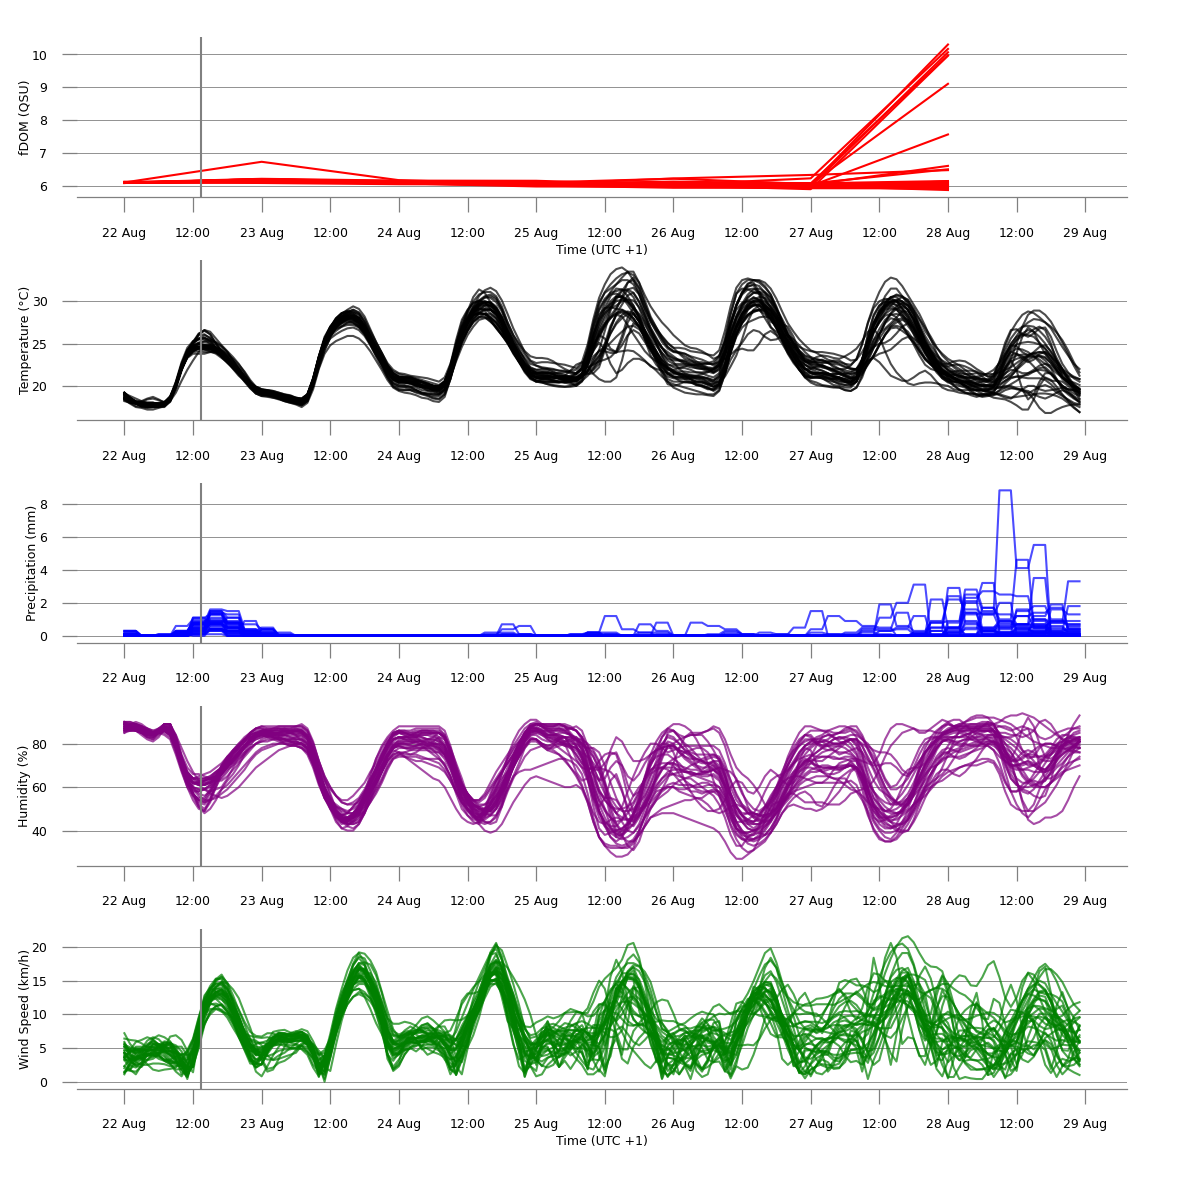 10
9
8
7
6
fDOM (QSU)
22 Aug 12:00 23 Aug 12:00 24 Aug 12:00 25 Aug 12:00 26 Aug 12:00 27 Aug 12:00 28 Aug 12:00 29 Aug
Time (UTC +1)
30
25
20
Temperature (°C)
22 Aug 12:00 23 Aug 12:00 24 Aug 12:00 25 Aug 12:00 26 Aug 12:00 27 Aug 12:00 28 Aug 12:00 29 Aug
8
6
4
2
0
Precipitation (mm)
22 Aug 12:00 23 Aug 12:00 24 Aug 12:00 25 Aug 12:00 26 Aug 12:00 27 Aug 12:00 28 Aug 12:00 29 Aug
80
60
40
Humidity (%)
22 Aug 12:00 23 Aug 12:00 24 Aug 12:00 25 Aug 12:00 26 Aug 12:00 27 Aug 12:00 28 Aug 12:00 29 Aug
20
15
10
5
0
Wind Speed (km/h)
22 Aug 12:00 23 Aug 12:00 24 Aug 12:00 25 Aug 12:00 26 Aug 12:00 27 Aug 12:00 28 Aug 12:00 29 Aug
Time (UTC +1)